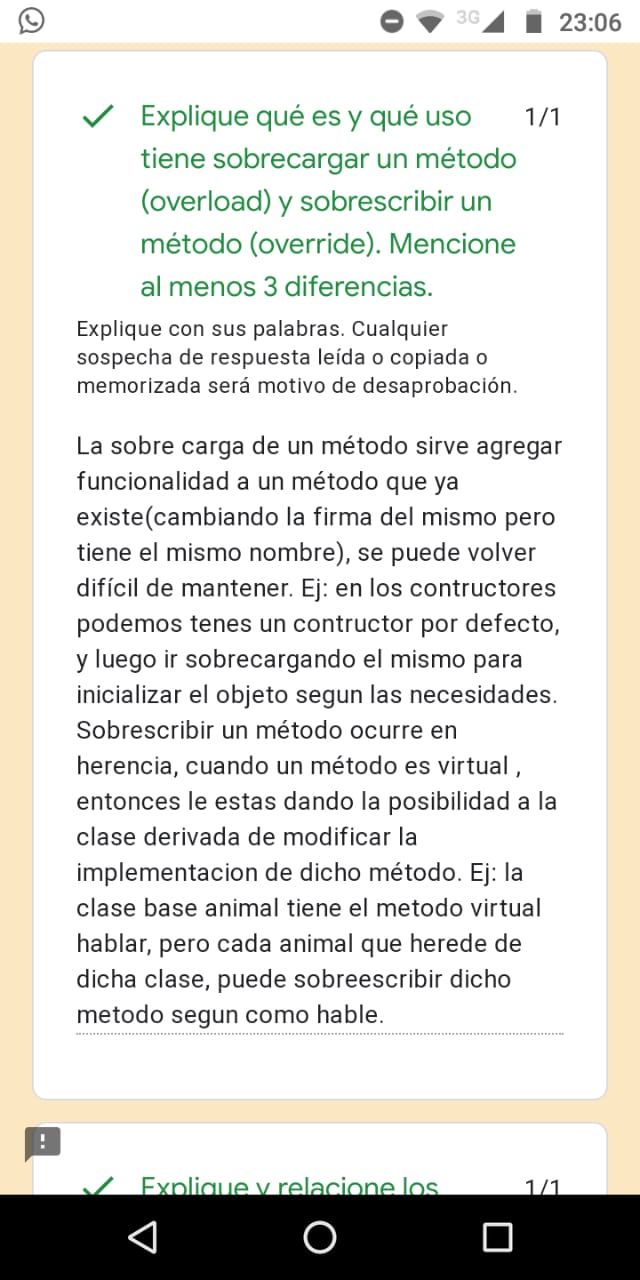 3G 23:06
Explique qué es y qué uso 1/1
tiene sobrecargar un método
(overload) y sobrescribir un
método (override). Mencione
al menos 3 diferencias.
Explique con sus palabras. Cualquier
sospecha de respuesta leída o copiada o
memorizada será motivo de desaprobación.
La sobre carga de un método sirve agregar
funcionalidad a un método que ya
existe(cambiando la firma del mismo pero
tiene el mismo nombre), se puede volver
difícil de mantener. Ej: en los contructores
podemos tenes un contructor por defecto,
y luego ir sobrecargando el mismo para
inicializar el objeto segun las necesidades.
Sobrescribir un método ocurre en
herencia, cuando un método es virtual ,
entonces le estas dando la posibilidad a la
clase derivada de modificar la
implementacion de dicho método. Ej: la
clase base animal tiene el metodo virtual
hablar, pero cada animal que herede de
dicha clase, puede sobreescribir dicho
metodo segun como hable.
Explique y relacione los 1/1